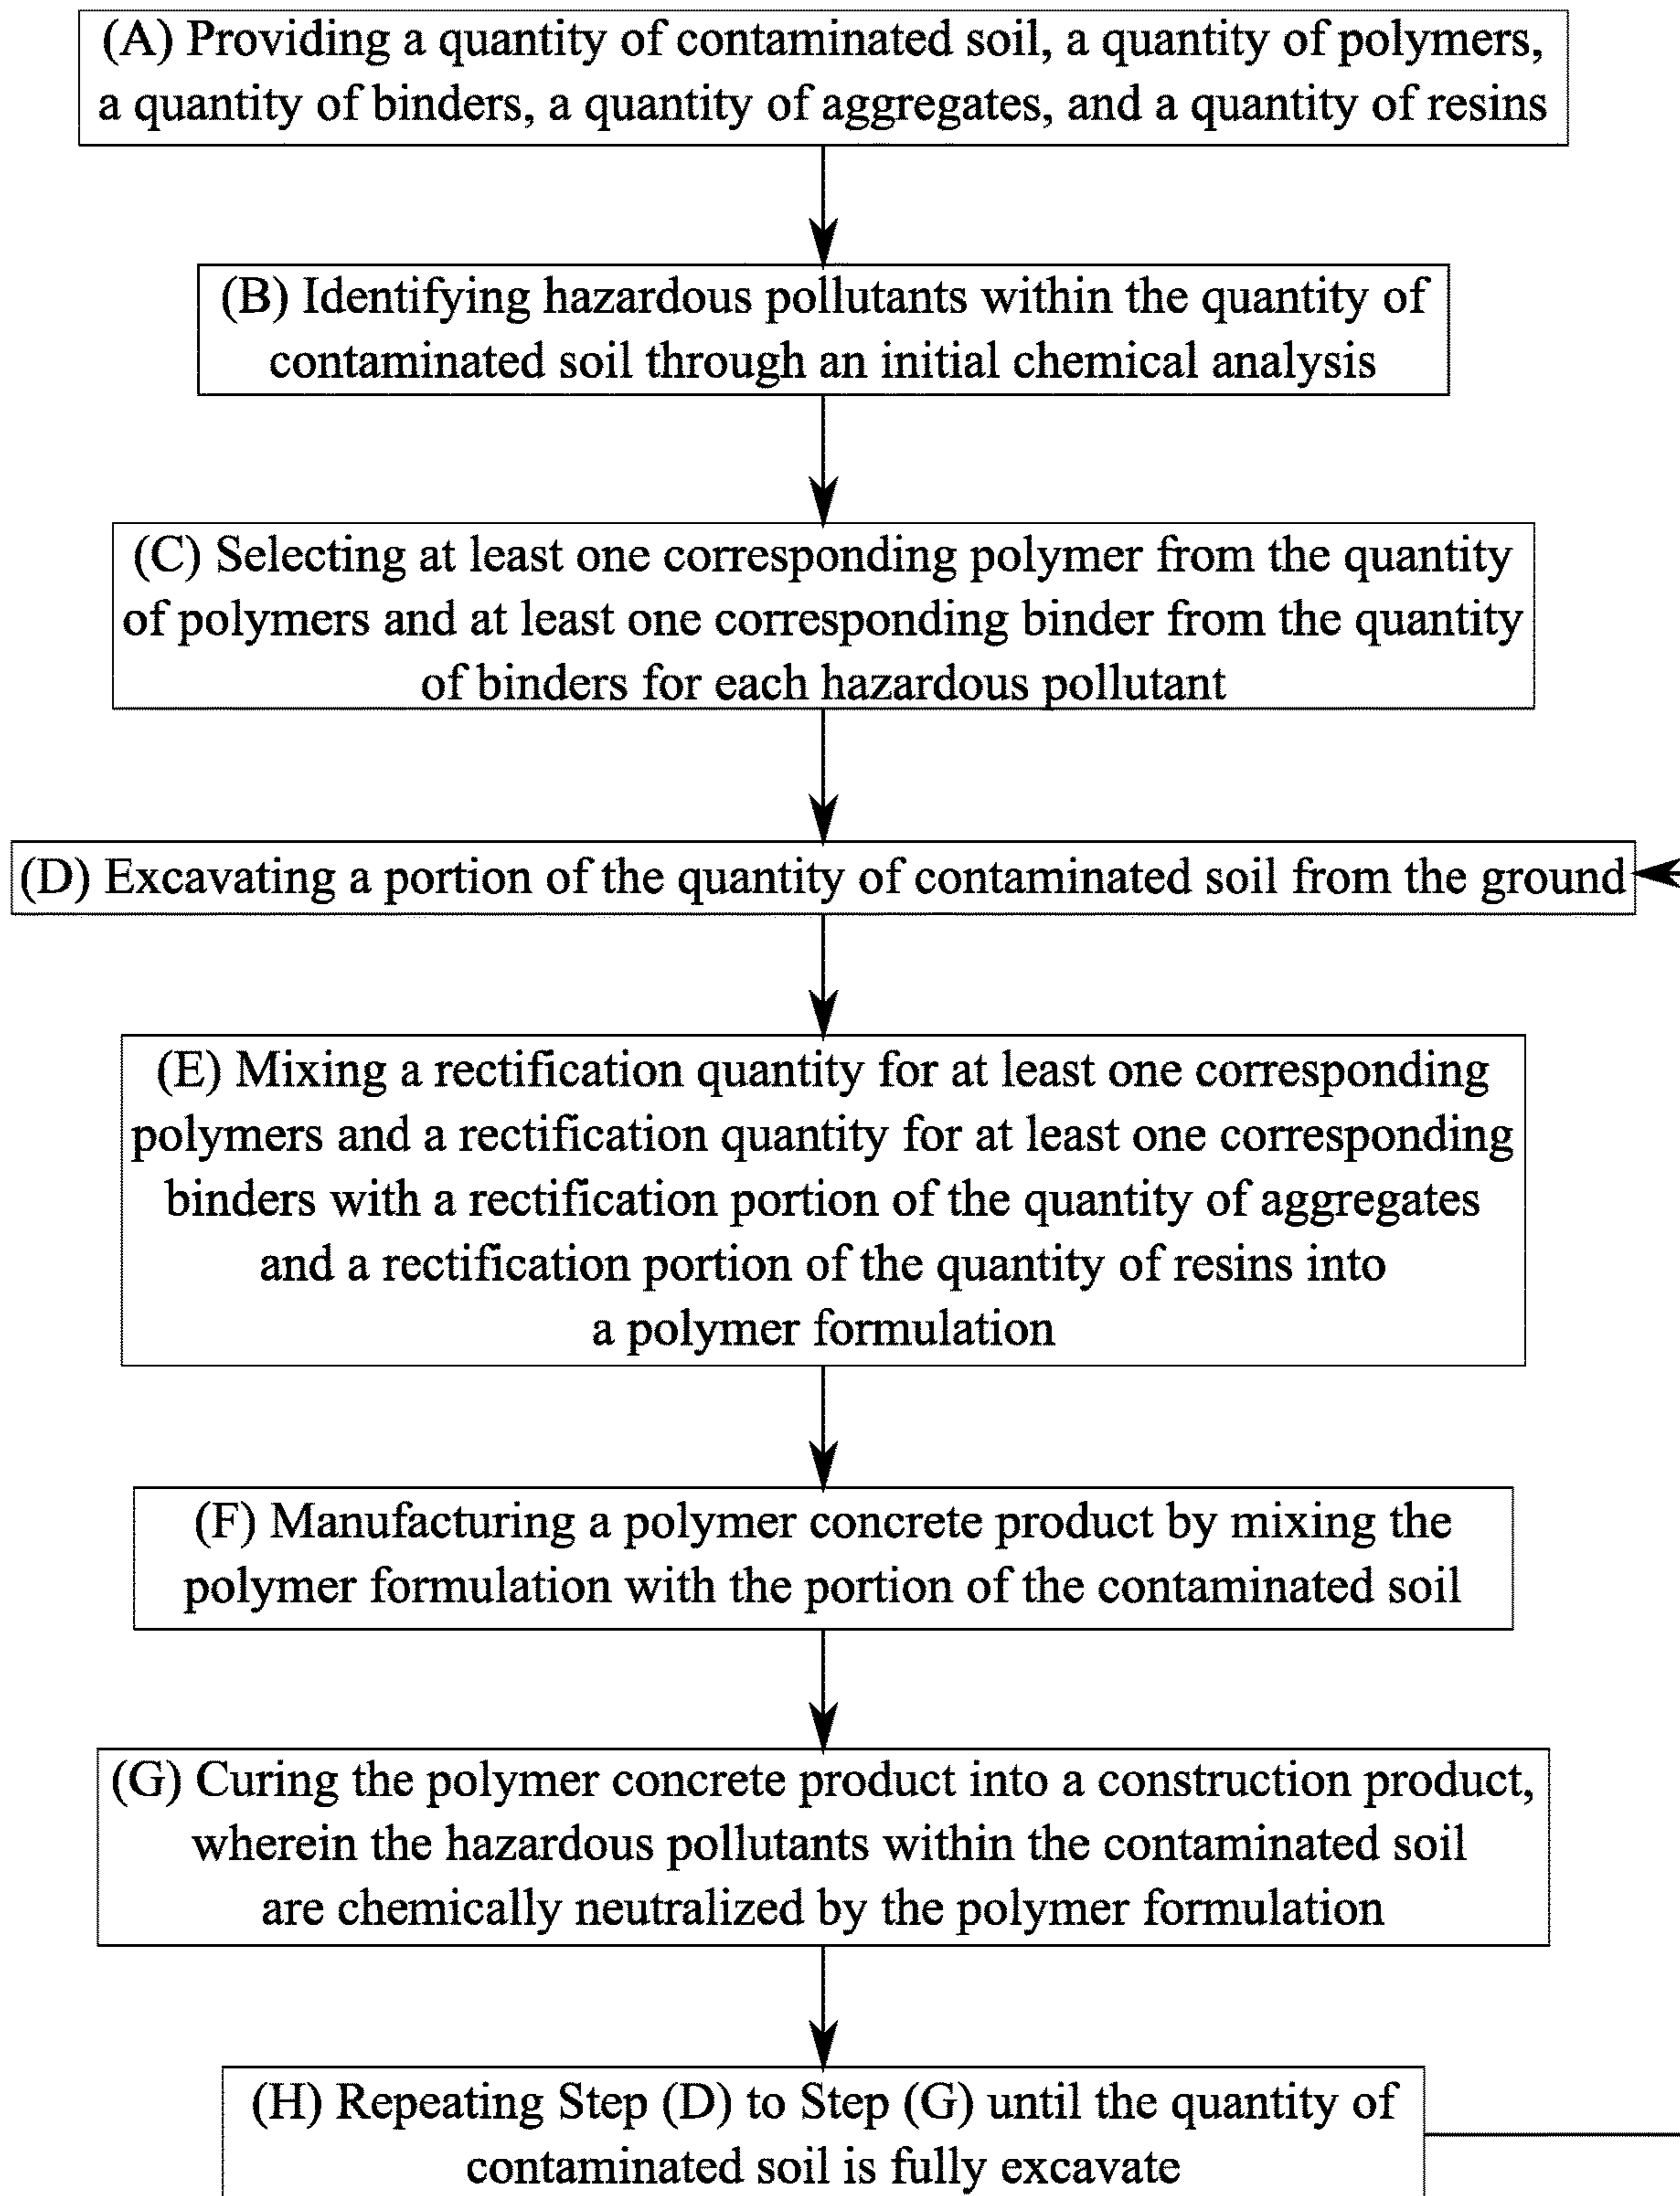 (A) Providing a quantity of contaminated soil, a quantity of polymers,
a quantity of binders, a quantity of aggregates, and a quantity of resins
(B) Identifying hazardous pollutants within the quantity of
contaminated soil through an initial chemical analysis
(C) Selecting at least one corresponding polymer from the quantity
of polymers and at least one corresponding binder from the quantity
of binders for each hazardous pollutant
(D) Excavating a portion of the quantity of contaminated soil from the ground
(E) Mixing a rectification quantity for at least one corresponding
polymers and a rectification quantity for at least one corresponding
binders with a rectification portion of the quantity of aggregates
and a rectification portion of the quantity of resins into
a polymer formulation
(F) Manufacturing a polymer concrete product by mixing the
polymer formulation with the portion of the contaminated soil
(G) Curing the polymer concrete product into a construction product,
wherein the hazardous pollutants within the contaminated soil
are chemically neutralized by the polymer formulation
(H) Repeating Step (D) to Step (G) until the quantity of
contaminated soil is fully excavate